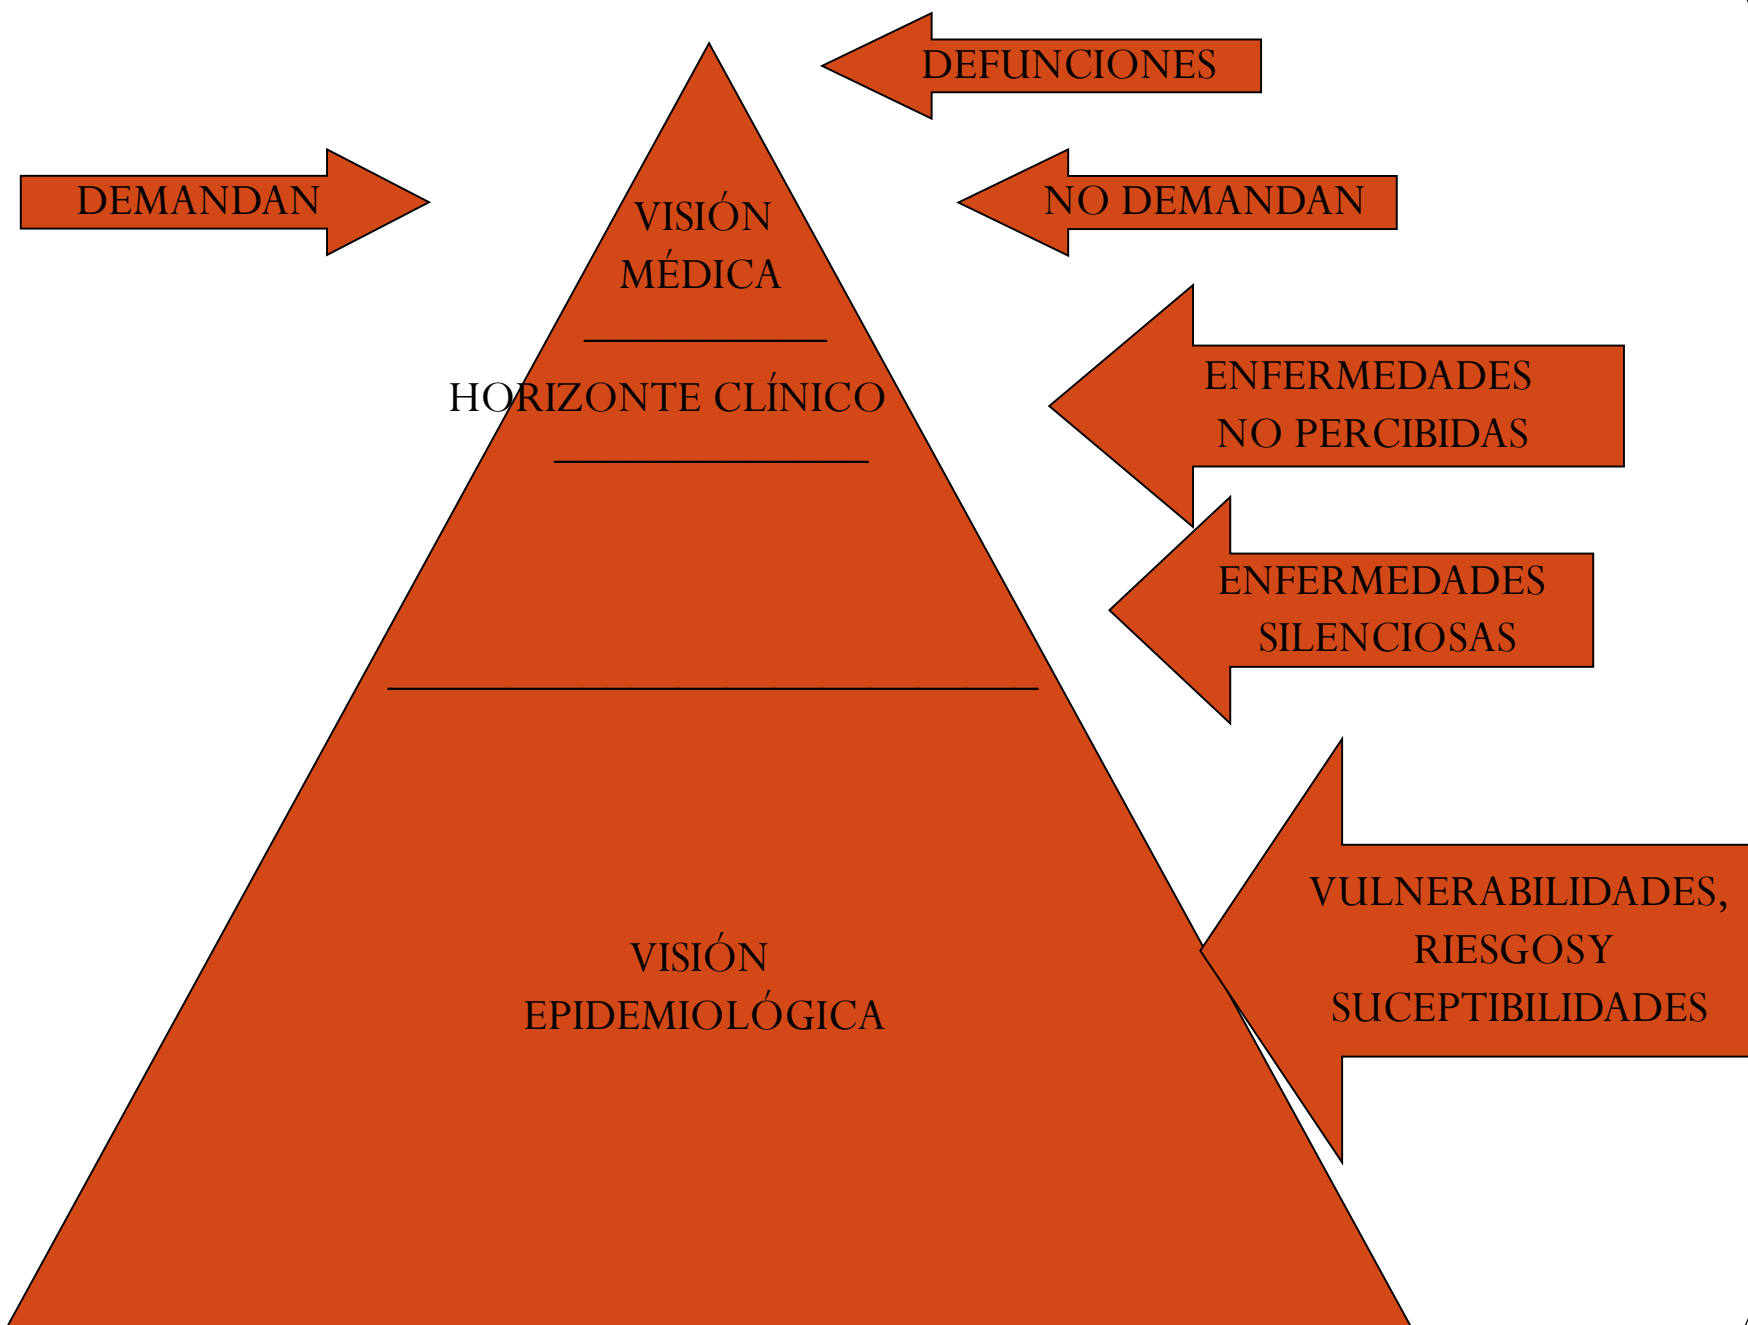 DEFUNCIONES
DEMANDAN
NO DEMANDAN
VISIÓN
MÉDICA
HORIZONTE CLÍNICO
ENFERMEDADES
NO PERCIBIDAS
ENFERMEDADES
SILENCIOSAS
VULNERABILIDADES,
RIESGOSY
SUCEPTIBILIDADES
VISIÓN
EPIDEMIOLÓGICA